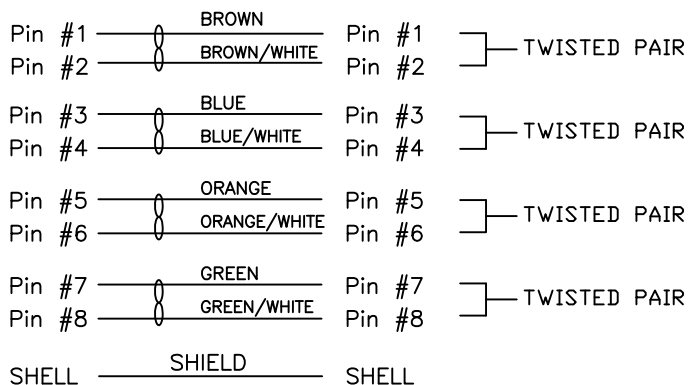 BROWN
Pin #1 Pin #1
BROWN/WHITE TWISTED PAIR
Pin #2 Pin #2
BLUE
Pin #3 Pin #3
BLUE/WHITE TWISTED PAIR
Pin #4 Pin #4
ORANGE
Pin #5 Pin #5
ORANGE/WHITE TWISTED PAIR
Pin #6 Pin #6
GREEN
Pin #7 Pin #7
GREEN/WHITE TWISTED PAIR
Pin #8 Pin #8
SHIELD
SHELL SHELL